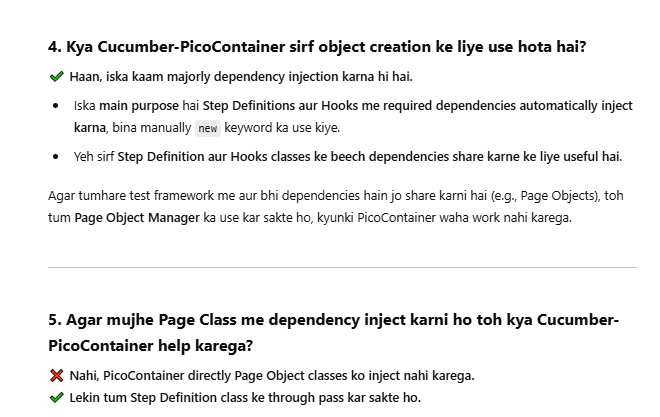 4. Kya Cucumber-PicoContainer sirf object creation ke liye use hota hai?
✔ Haan, iska kaam majorly dependency injection karna hi hai.
• Iska main purpose hai Step Definitions aur Hooks me required dependencies automatically inject
karna, bina manually new keyword ka use kiye.
• Yeh sirf Step Definition aur Hooks classes ke beech dependencies share karne ke liye useful hai.
Agar tumhare test framework me aur bhi dependencies hain jo share karni hai (e.g., Page Objects), toh
tum Page Object Manager ka use kar sakte ho, kyunki PicoContainer waha work nahi karega.
5. Agar mujhe Page Class me dependency inject karni ho toh kya Cucumber-
PicoContainer help karega?
❌ Nahi, PicoContainer directly Page Object classes ko inject nahi karega.
✔ Lekin tum Step Definition class ke through pass kar sakte ho.